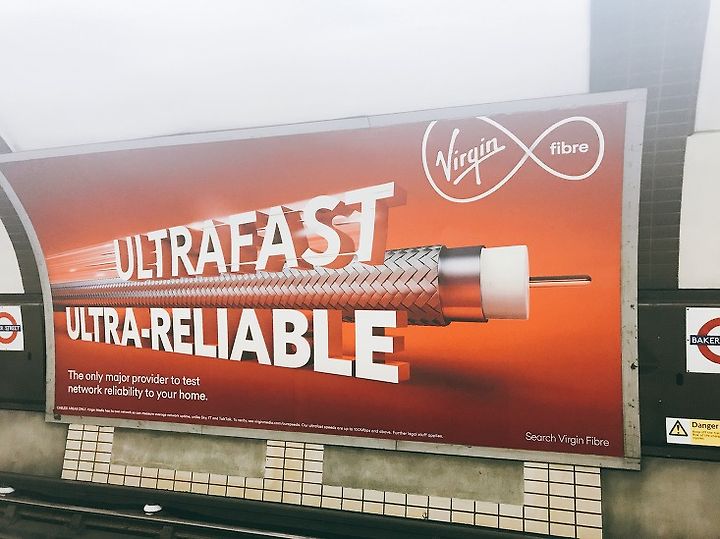 Virgin fibre
ULTRAFAST
ULTRA-RELIABLE
The only major provider to test
network reliability to your home.
Search Virgin Fibre
BAKER
Danger